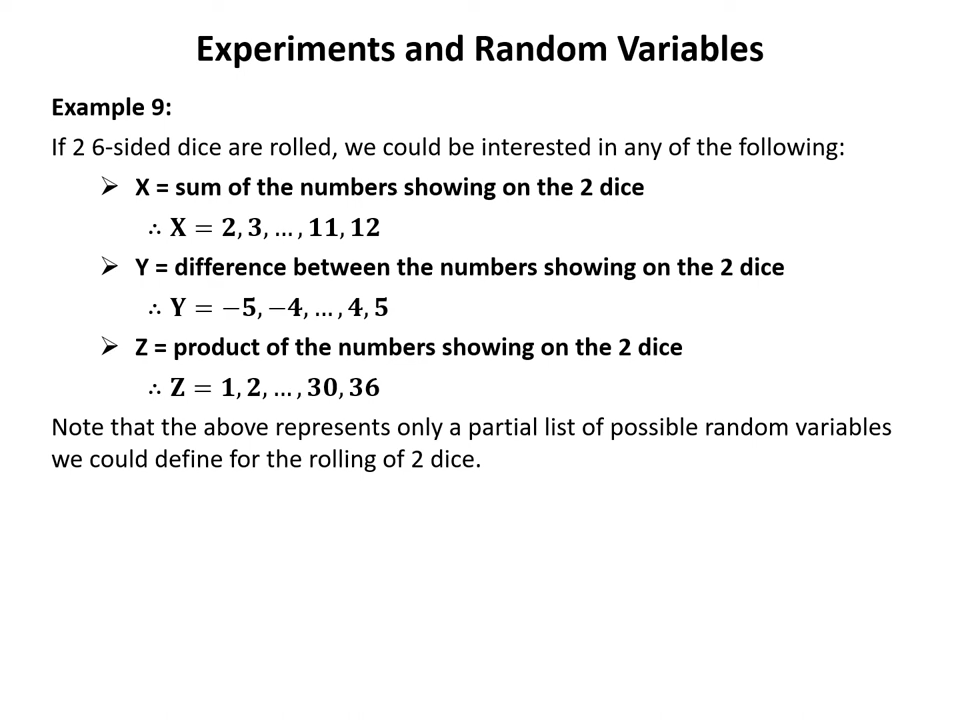 Experiments and Random Variables
Example 9:
If 2 6-sided dice are rolled, we could be interested in any of the following:
➢ X = sum of the numbers showing on the 2 dice
∴ X = 2, 3, … , 11, 12
➢ Y = difference between the numbers showing on the 2 dice
∴ Y = −5, −4, … , 4, 5
➢ Z = product of the numbers showing on the 2 dice
∴ Z = 1, 2, … , 30, 36
Note that the above represents only a partial list of possible random variables
we could define for the rolling of 2 dice.